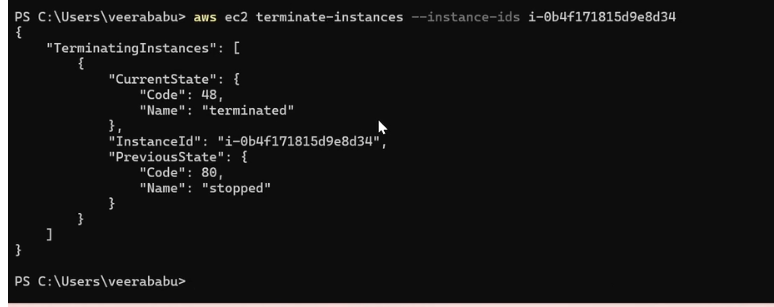 PS C:\Users\veerababu> aws ec2 terminate-instances --instance-ids i-0b4f171815d9e8d34
{
    "TerminatingInstances": [
        {
            "CurrentState": {
                "Code": 48,
                "Name": "terminated"
            },
            "InstanceId": "i-0b4f171815d9e8d34",
            "PreviousState": {
                "Code": 80,
                "Name": "stopped"
            }
        }
    ]
}
PS C:\Users\veerababu>